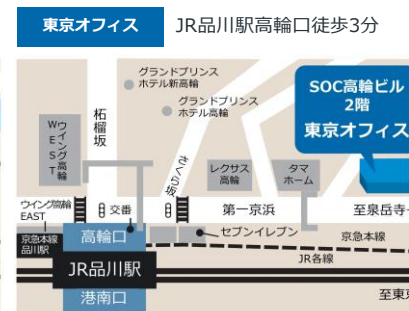 東京オフィス
JR品川駅高輪口徒歩3分
グランドプリンス
ホテル新高輪
グランドプリンス
ホテル高輪
SOC高輪ビル
2階
東京オフィス
柘榴坂
ウイング高輪
WEST
さくら坂
レクサス
高輪
タマ
ホーム
ウイング高輪
EAST
交番
第一京浜
至泉岳寺
京急本線
品川駅
高輪口
セブンイレブン
京急本線
JR品川駅
JR各線
港南口
至東